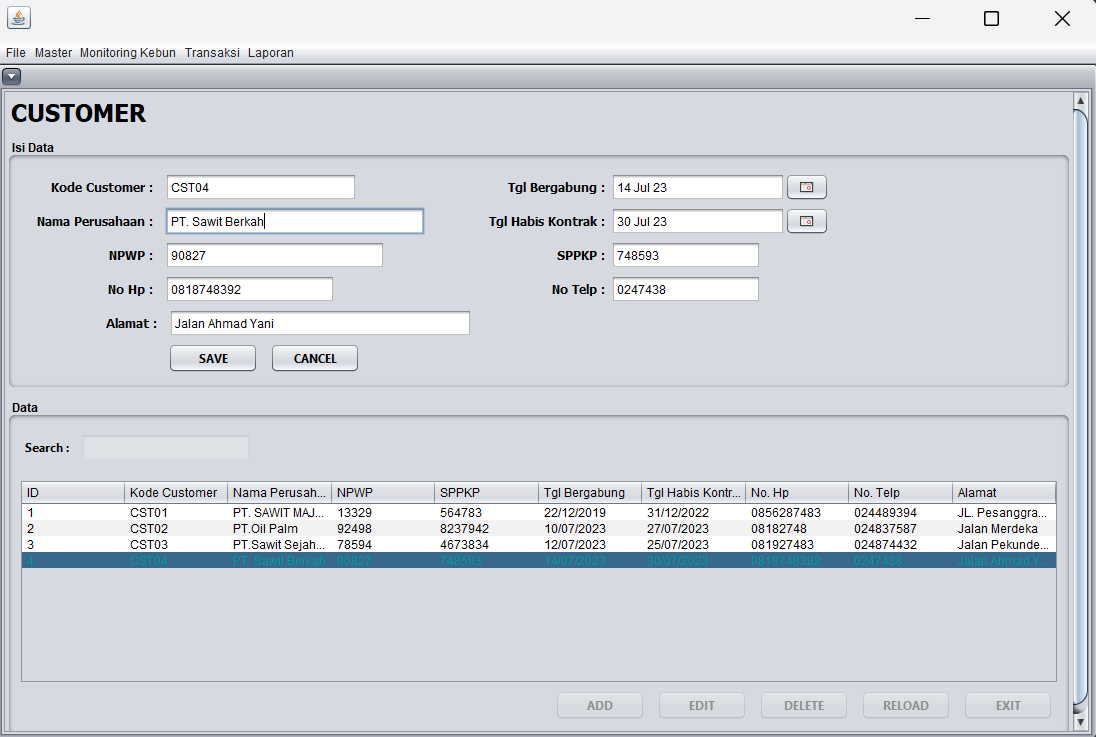 File Master Monitoring Kebun Transaksi Laporan
CUSTOMER
Isi Data
Kode Customer : CST04 Tgl Bergabung : 14 Jul 23
Nama Perusahaan : PT. Sawit Berkah Tgl Habis Kontrak : 30 Jul 23
NPWP : 90827 SPPKP : 748593
No Hp : 0818748392 No Telp : 0247438
Alamat : Jalan Ahmad Yani
SAVE CANCEL
Data
Search :
ID Kode Customer Nama Perusah... NPWP SPPKP Tgl Bergabung Tgl Habis Kontr... No. Hp No. Telp Alamat
1 CST01 PT. SAWIT MAJ... 13329 564783 22/12/2019 31/12/2022 0856287483 024489394 JL. Pesanggra...
2 CST02 PT.Oil Palm 92498 8237942 10/07/2023 27/07/2023 08182748 024837587 Jalan Merdeka
3 CST03 PT.Sawit Sejah... 78594 4673834 12/07/2023 25/07/2023 081927483 024874432 Jalan Pekunde...
4 CST04 PT. Sawit Berkah 90827 748593 14/07/2023 30/07/2023 0818748392 0247438 Jalan Ahmad Y...
ADD EDIT DELETE RELOAD EXIT